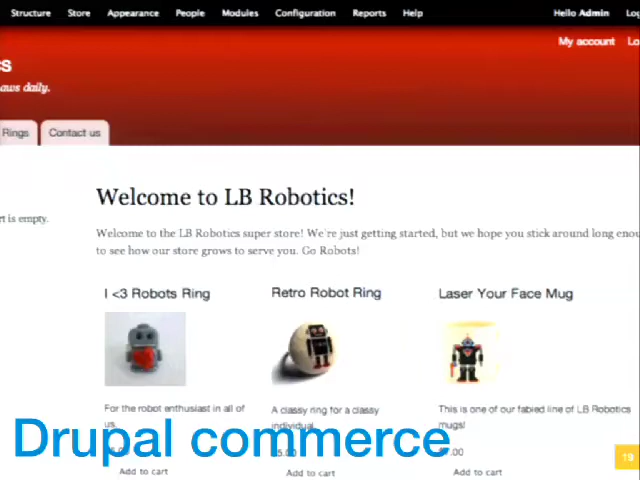 Structure Store Appearance People Modules Configuration Reports Help Hello Admin
My account
aws daily.
Rings Contact us
Welcome to LB Robotics!
is empty.
Welcome to the LB Robotics super store! We're just getting started, but we hope you stick around long
to see how our store grows to serve you. Go Robots!
I <3 Robots Ring Retro Robot Ring Laser Your Face Mug
For the robot enthusiast in all of
us.
A classy ring for a classy
individual.
This is one of our fabled line of LB Robotics
mugs!
Drupal commerce
Add to cart Add to cart Add to cart
19